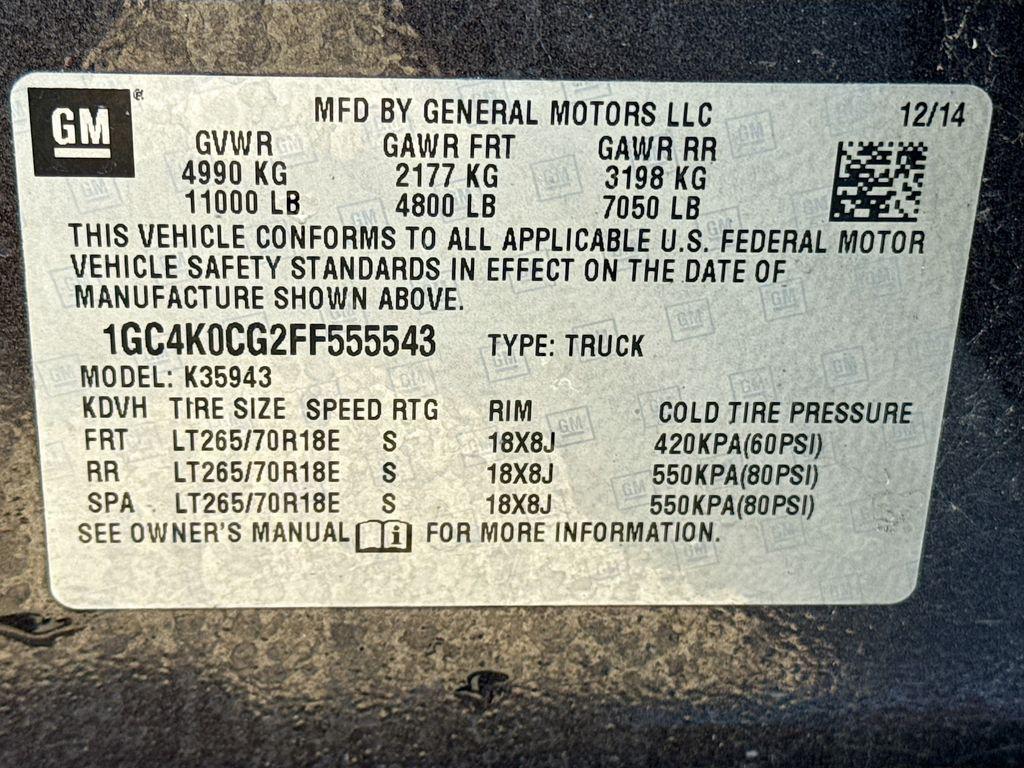 GM
MFD BY GENERAL MOTORS LLC 12/14
GVWR GAWR FRT GAWR RR
4990 KG 2177 KG 3198 KG
11000 LB 4800 LB 7050 LB
THIS VEHICLE CONFORMS TO ALL APPLICABLE U.S. FEDERAL MOTOR
VEHICLE SAFETY STANDARDS IN EFFECT ON THE DATE OF
MANUFACTURE SHOWN ABOVE.
1GC4K0CG2FF555543 TYPE: TRUCK
MODEL: K35943
KDVH TIRE SIZE SPEED RTG RIM COLD TIRE PRESSURE
FRT LT265/70R18E S 18X8J 420KPA(60PSI)
RR LT265/70R18E S 18X8J 550KPA(80PSI)
SPA LT265/70R18E S 18X8J 550KPA(80PSI)
SEE OWNER'S MANUAL i FOR MORE INFORMATION.